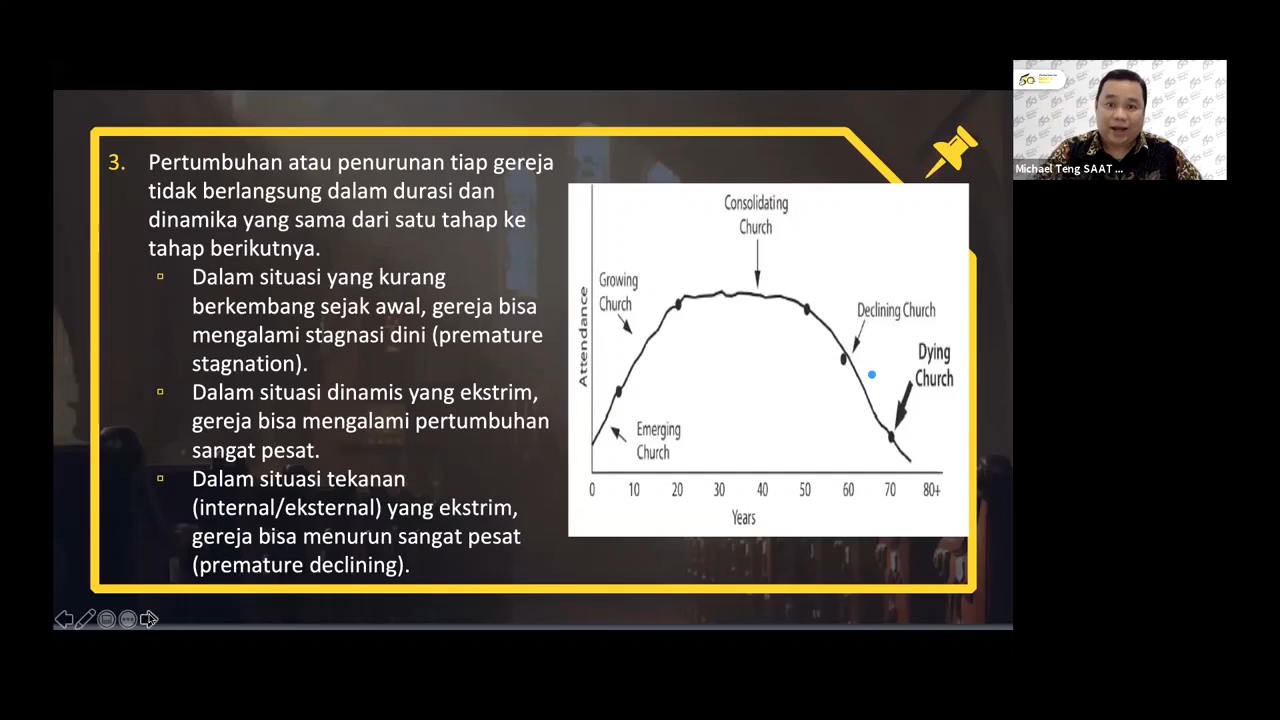 3. Pertumbuhan atau penurunan tiap gereja
tidak berlangsung dalam durasi dan
dinamika yang sama dari satu tahap ke
tahap berikutnya.
Dalam situasi yang kurang
berkembang sejak awal, gereja bisa
mengalami stagnasi dini (premature
stagnation).
Dalam situasi dinamis yang ekstrim,
gereja bisa mengalami pertumbuhan
sangat pesat.
Dalam situasi tekanan
(internal/eksternal) yang ekstrim,
gereja bisa menurun sangat pesat
(premature declining).
Attendance
Consolidating
Church
Growing
Church
Declining Church
Dying
Church
Emerging
Church
0 10 20 30 40 50 60 70 80+
Years
50
Michael Teng SAAT ...